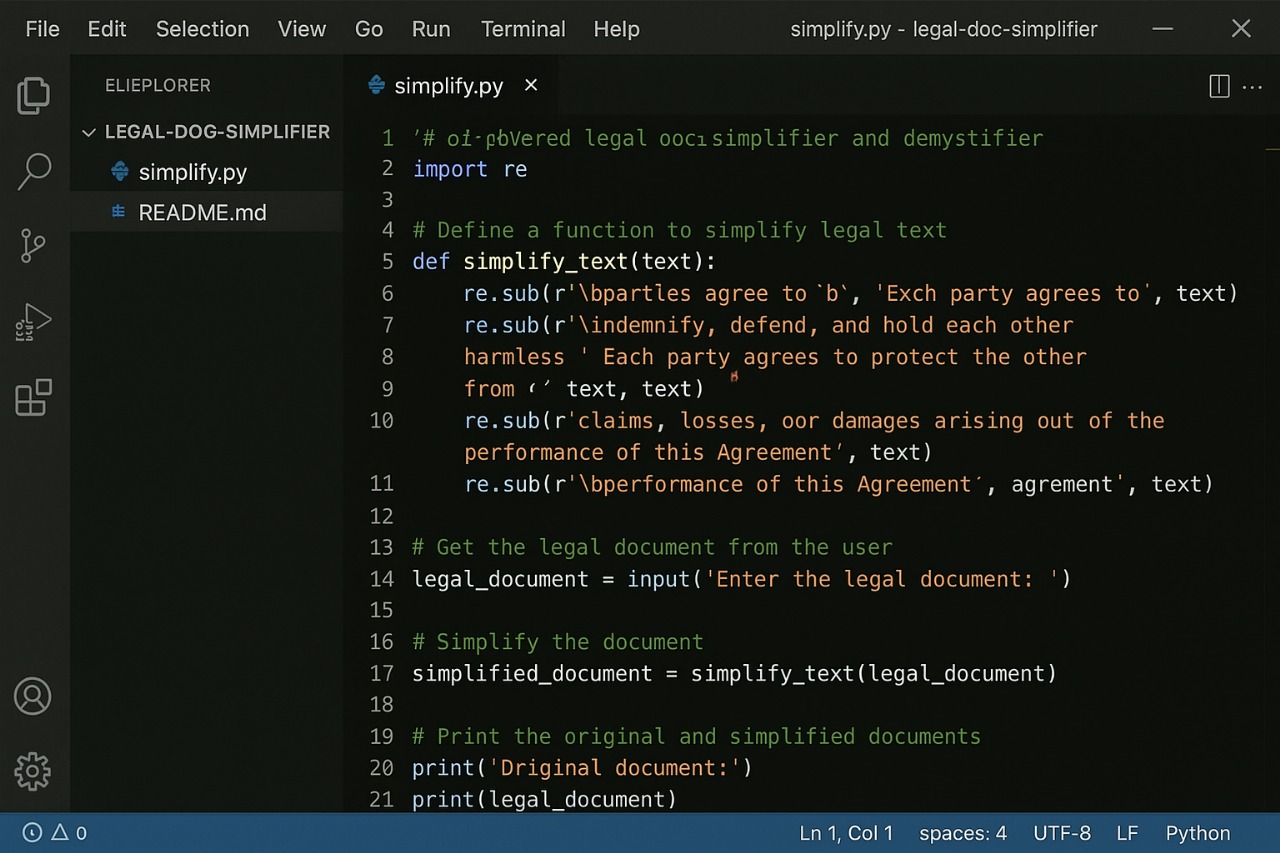 File Edit Selection View Go Run Terminal Help simplify.py - legal-doc-simplifier
ELIEPLORER
LEGAL-DOG-SIMPLIFIER
simplify.py
README.md
simplify.py ×
1 legal simplifier and demystifier
2 import re
3
4 # Define a function to simplify legal text
5 def simplify_text(text):
6 re.sub(r'\bpartles agree to `b`, 'Exch party agrees to', text)
7 re.sub(r'\indemnify, defend, and hold each other
8 harmless ' Each party agrees to protect the other
9 from text, text)
10 re.sub(r'claims, losses, oor damages arising out of the
performance of this Agreement', text)
11 re.sub(r'\bperformance of this Agreement´, agrement', text)
12
13 # Get the legal document from the user
14 legal_document = input('Enter the legal document: ')
15
16 # Simplify the document
17 simplified_document = simplify_text(legal_document)
18
19 # Print the original and simplified documents
20 print('Driginal document:')
21 print(legal_document)
0 Ln 1, Col 1 spaces: 4 UTF-8 LF Python